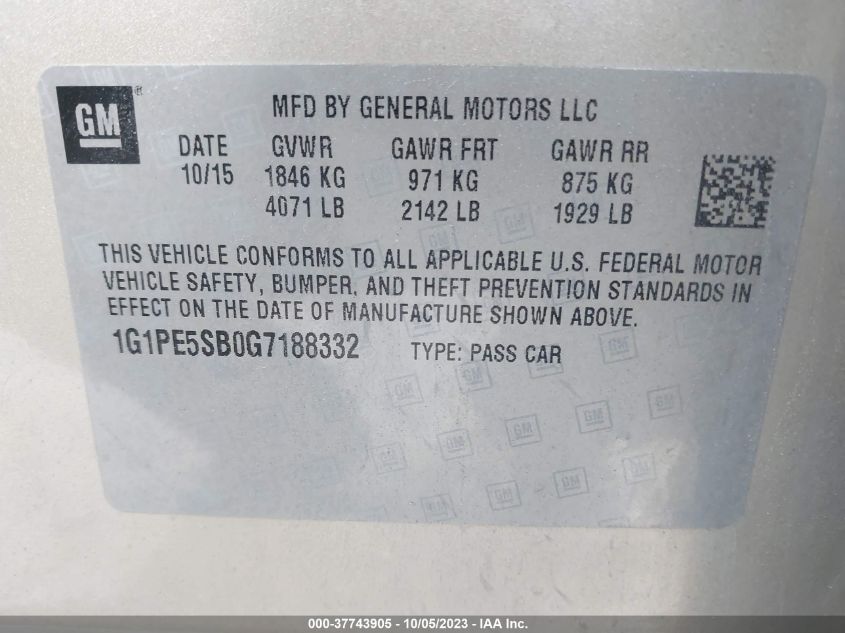 GM®
MFD BY GENERAL MOTORS LLC
DATE GVWR GAWR FRT GAWR RR
10/15 1846 KG 971 KG 875 KG
4071 LB 2142 LB 1929 LB
THIS VEHICLE CONFORMS TO ALL APPLICABLE U.S. FEDERAL MOTOR
VEHICLE SAFETY, BUMPER, AND THEFT PREVENTION STANDARDS IN
EFFECT ON THE DATE OF MANUFACTURE SHOWN ABOVE.
1G1PE5SB0G7188332 TYPE: PASS CAR
000-37743905 - 10/05/2023 - IAA Inc.